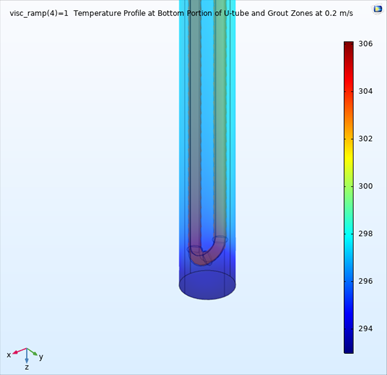 visc_ramp(4)=1 Temperature Profile at Bottom Portion of U-tube and Grout Zones at 0.2 m/s
306
304
302
300
298
296
294
x
y
z